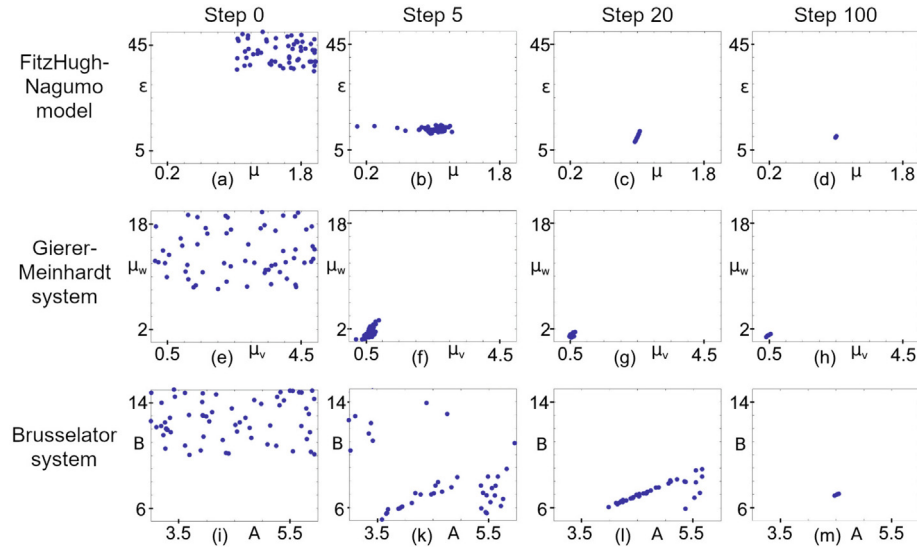 Step 0 Step 5 Step 20 Step 100
FitzHugh-
Nagumo
model
45 ε 5 0.2 (a) μ 1.8
45 ε 5 0.2 (b) μ 1.8
45 ε 5 0.2 (c) μ 1.8
45 ε 5 0.2 (d) μ 1.8
Gierer-
Meinhardt
system
18 μw 2 0.5 (e) μv 4.5
18 μw 2 0.5 (f) μv 4.5
18 μw 2 0.5 (g) μv 4.5
18 μw 2 0.5 (h) μv 4.5
Brusselator
system
14 B 6 3.5 (i) A 5.5
14 B 6 3.5 (k) A 5.5
14 B 6 3.5 (l) A 5.5
14 B 6 3.5 (m) A 5.5